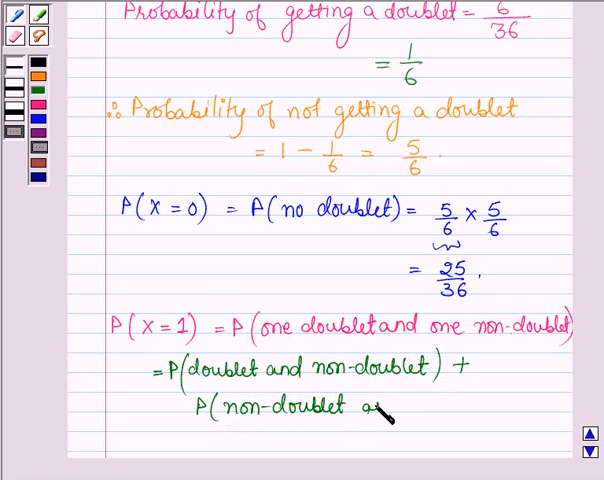 Probability of getting a doublet = 6/36
= 1/6
∴ Probability of not getting a doublet
= 1 - 1/6 = 5/6.
P(X=0) = P(no doublet) = 5/6 × 5/6
= 25/36.
P(X=1) = P(one doublet and one non-doublet)
= P(doublet and non-doublet) +
P(non-doublet a